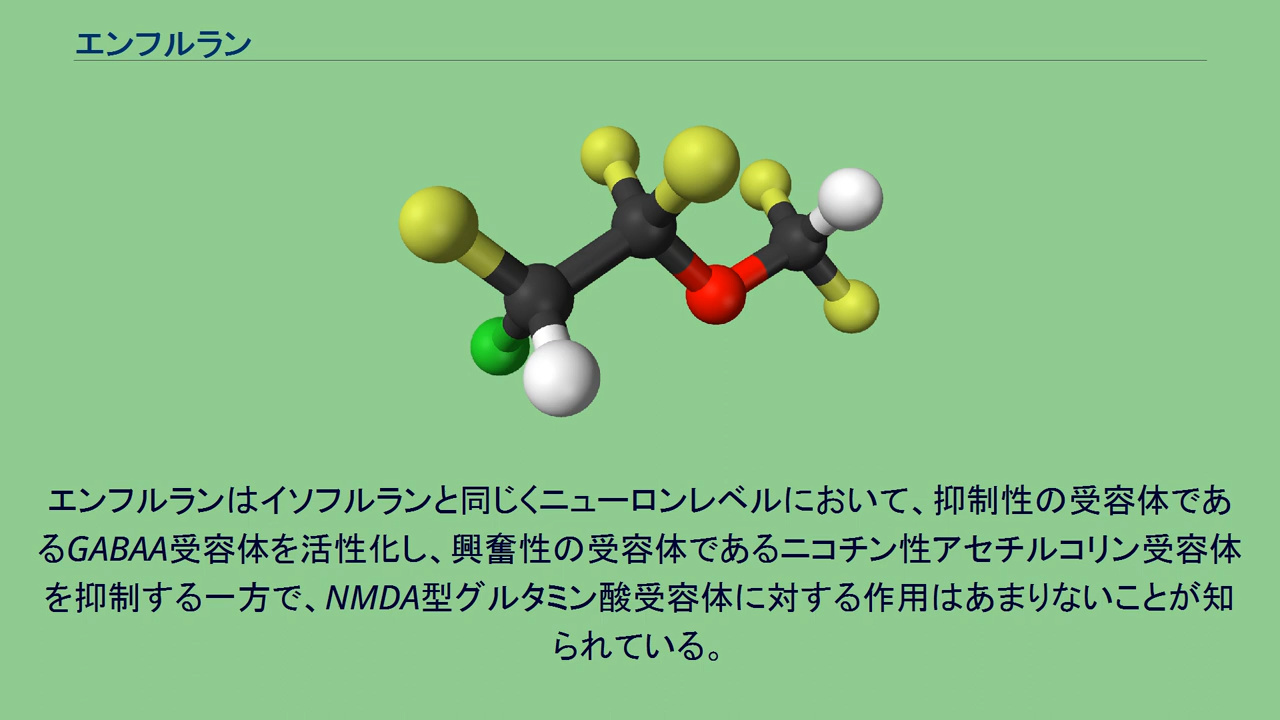 エンフルラン
エンフルランはイソフルランと同じくニューロンレベルにおいて、抑制性の受容体であ
るGABAA受容体を活性化し、興奮性の受容体であるニコチン性アセチルコリン受容体
を抑制する一方で、NMDA型グルタミン酸受容体に対する作用はあまりないことが知
られている。